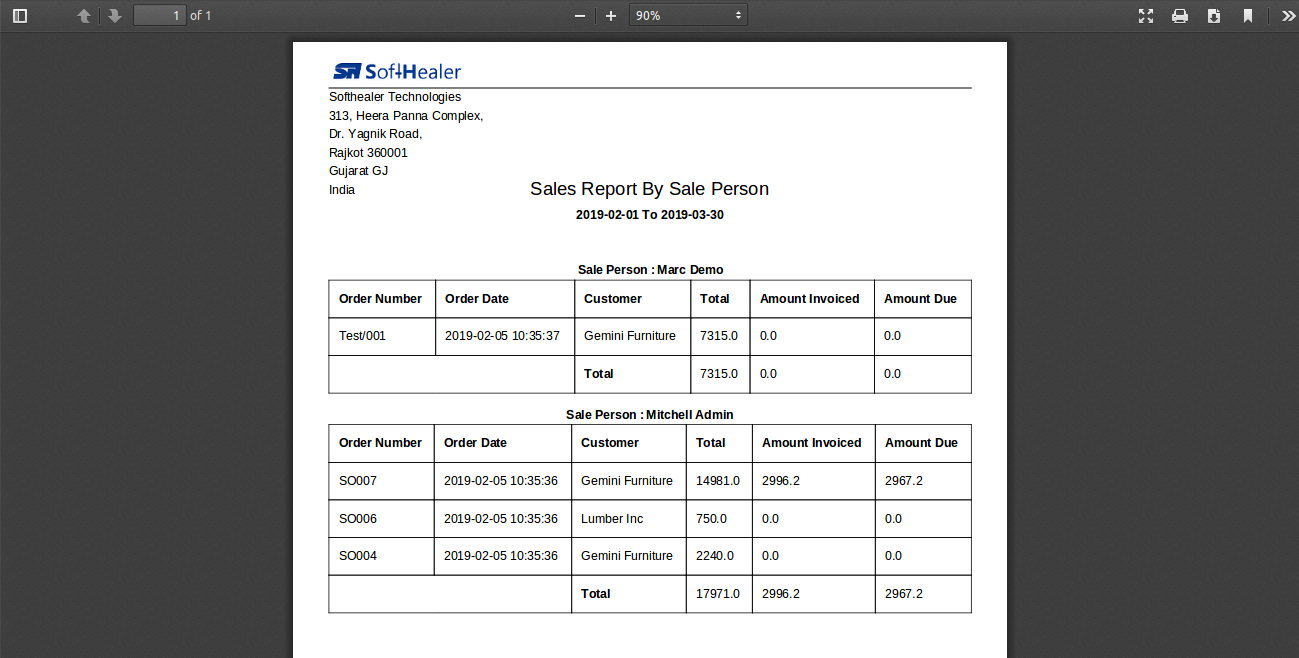 1 of 1 90%
SH SoftHealer
Softhealer Technologies
313, Heera Panna Complex,
Dr. Yagnik Road,
Rajkot 360001
Gujarat GJ
India
Sales Report By Sale Person
2019-02-01 To 2019-03-30
Sale Person : Marc Demo
Order Number Order Date Customer Total Amount Invoiced Amount Due
Test/001 2019-02-05 10:35:37 Gemini Furniture 7315.0 0.0 0.0
Total 7315.0 0.0 0.0
Sale Person : Mitchell Admin
Order Number Order Date Customer Total Amount Invoiced Amount Due
SO007 2019-02-05 10:35:36 Gemini Furniture 14981.0 2996.2 2967.2
SO006 2019-02-05 10:35:36 Lumber Inc 750.0 0.0 0.0
SO004 2019-02-05 10:35:36 Gemini Furniture 2240.0 0.0 0.0
Total 17971.0 2996.2 2967.2